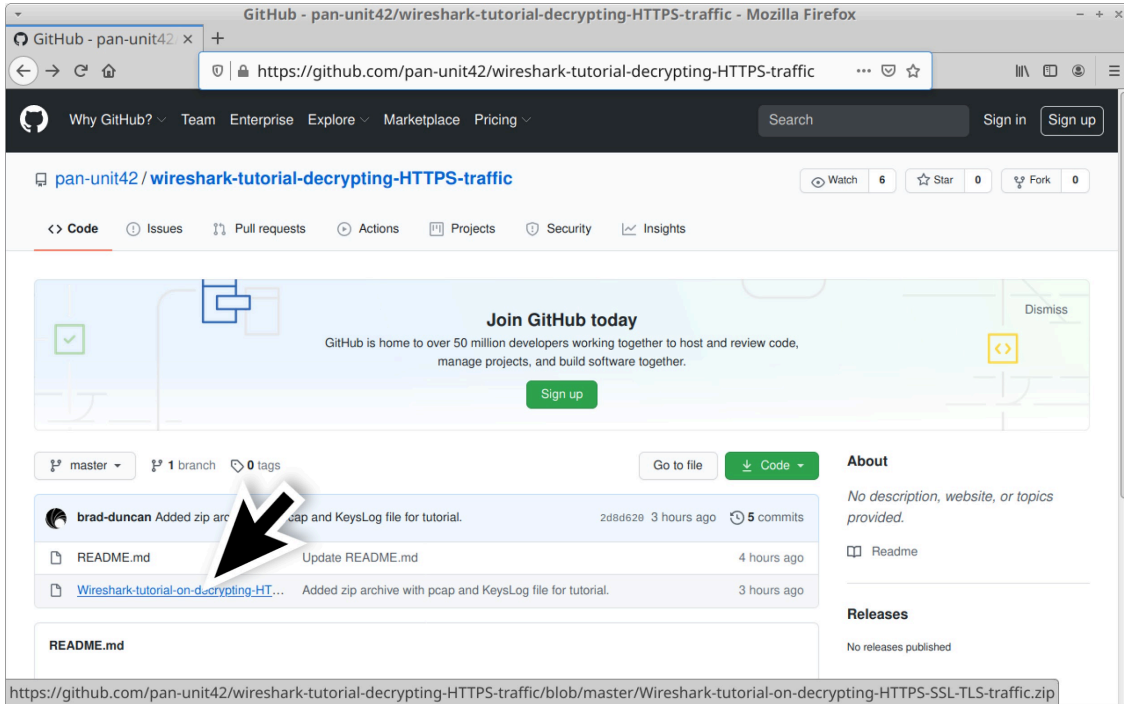 GitHub - pan-unit42/wireshark-tutorial-decrypting-HTTPS-traffic - Mozilla Firefox
GitHub - pan-unit42/
https://github.com/pan-unit42/wireshark-tutorial-decrypting-HTTPS-traffic
Why GitHub? Team Enterprise Explore Marketplace Pricing Search Sign in Sign up
pan-unit42 / wireshark-tutorial-decrypting-HTTPS-traffic
Watch 6 Star 0 Fork 0
Code Issues Pull requests Actions Projects Security Insights
Join GitHub today
Dismiss
GitHub is home to over 50 million developers working together to host and review code,
manage projects, and build software together.
Sign up
master 1 branch 0 tags Go to file Code
brad-duncan Added zip and KeysLog file for tutorial. 2d8d620 3 hours ago 5 commits
README.md Update README.md 4 hours ago
Wireshark-tutorial-on-decrypting-HT... Added zip archive with pcap and KeysLog file for tutorial. 3 hours ago
README.md
About
No description, website, or topics
provided.
Readme
Releases
No releases published
https://github.com/pan-unit42/wireshark-tutorial-decrypting-HTTPS-traffic/blob/master/Wireshark-tutorial-on-decrypting-HTTPS-SSL-TLS-traffic.zip